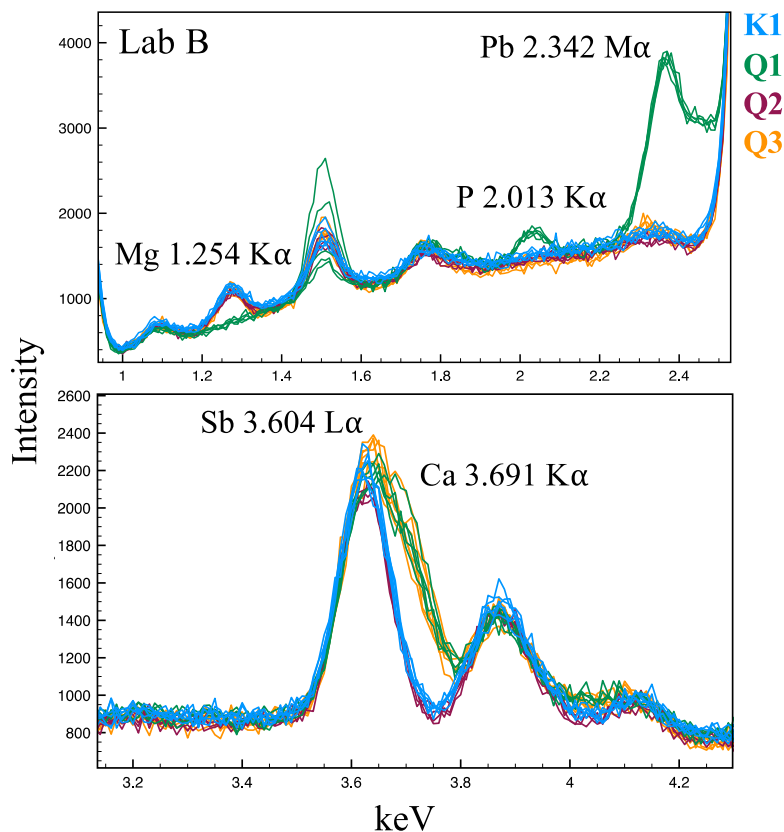 Lab B
Pb 2.342 Mα
P 2.013 Kα
Mg 1.254 Kα
K1
Q1
Q2
Q3
4000
3000
2000
1000
1
1.2
1.4
1.6
1.8
2
2.2
2.4
Intensity
Sb 3.604 Lα
Ca 3.691 Kα
2600
2400
2200
2000
1800
1600
1400
1200
1000
800
3.2
3.4
3.6
3.8
4
4.2
keV